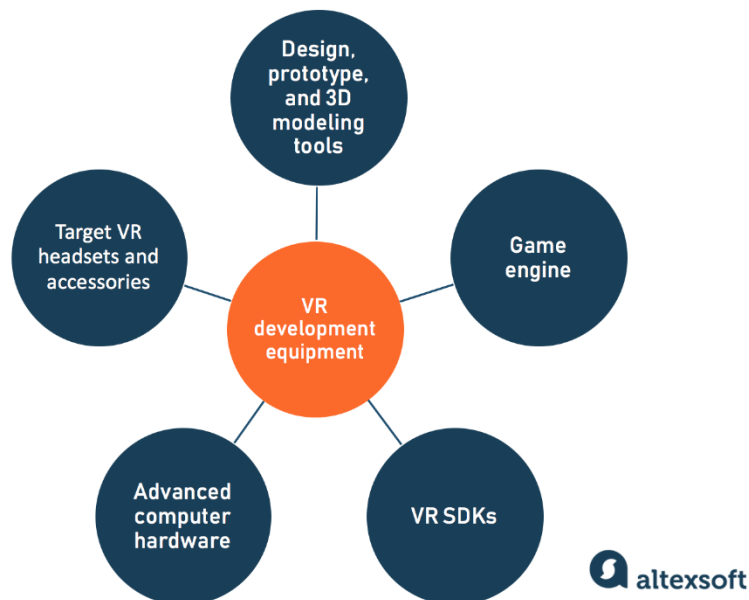 Design,
prototype,
and 3D
modeling
tools
Target VR
headsets and
accessories
Game
engine
VR
development
equipment
Advanced
computer
hardware
VR SDKs
altexsoft